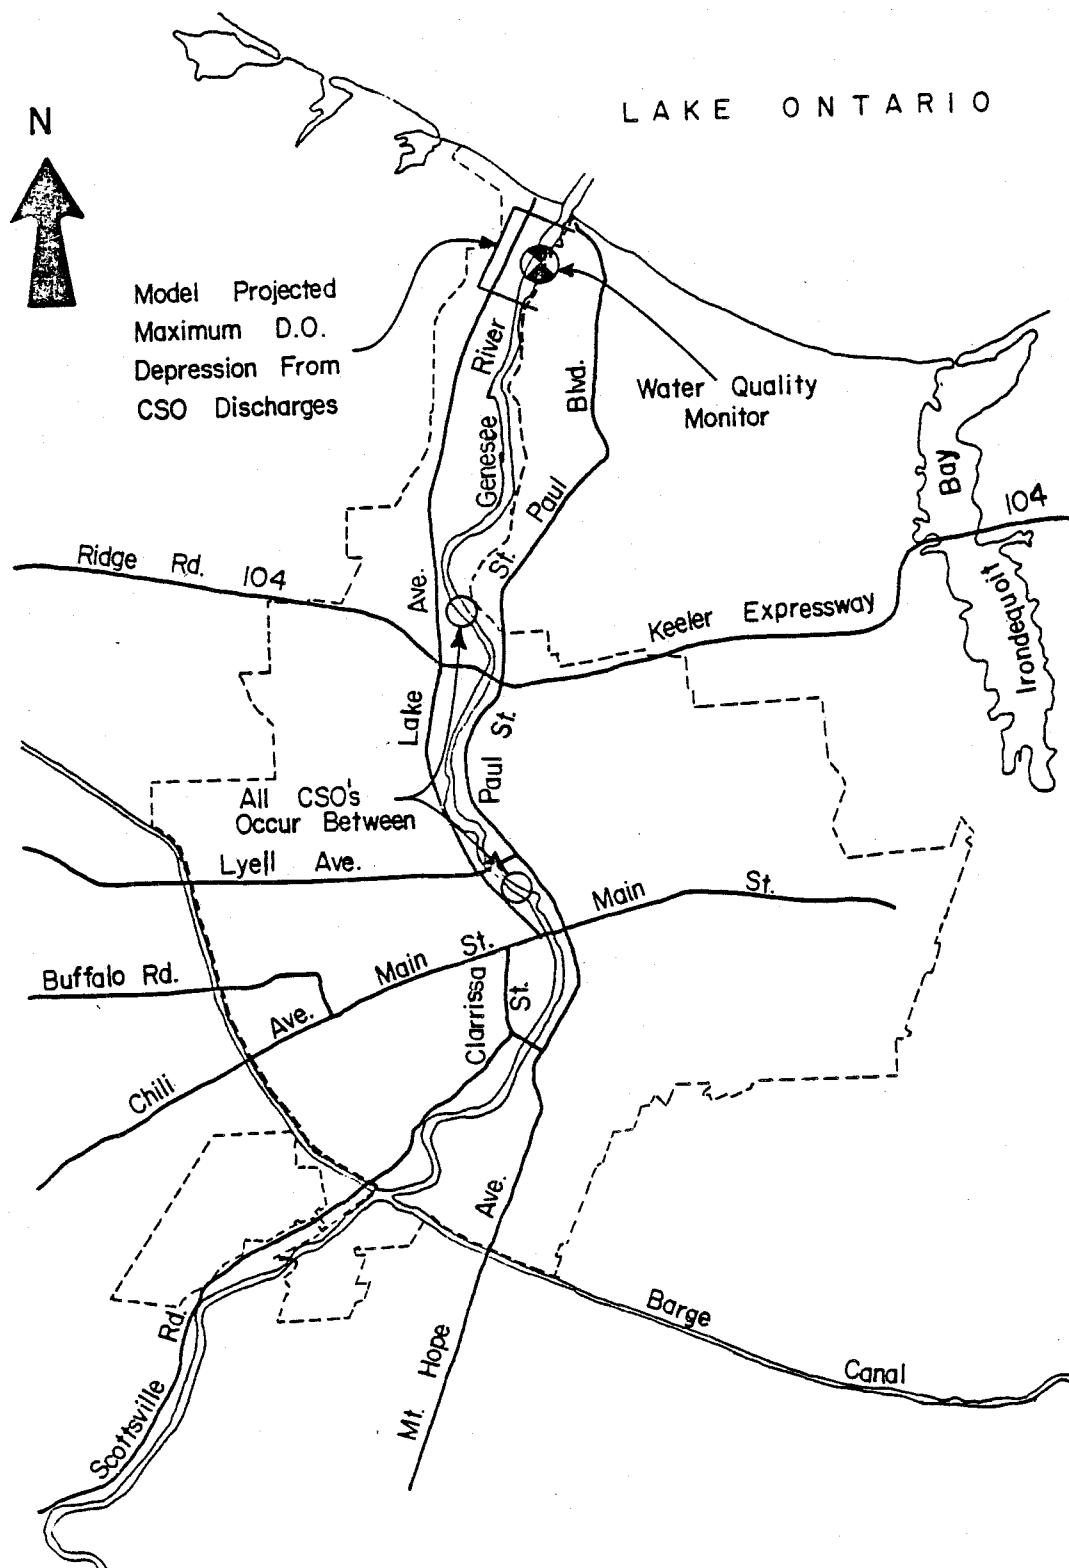 LAKE ONTARIO
N
Model Projected
Maximum D.O.
Depression From
CSO Discharges
River
Genesee
Blvd.
Paul
St.
Water Quality
Monitor
Bay
Irondequoit
104
Ridge Rd. 104
Ave.
Lake
Keeler Expressway
St.
Paul
All CSO's
Occur Between
Lyell Ave.
Main St.
Buffalo Rd.
Main St.
Clarrissa
St.
Chili Ave.
Mt. Hope Ave.
Barge Canal
Scottsville Rd.